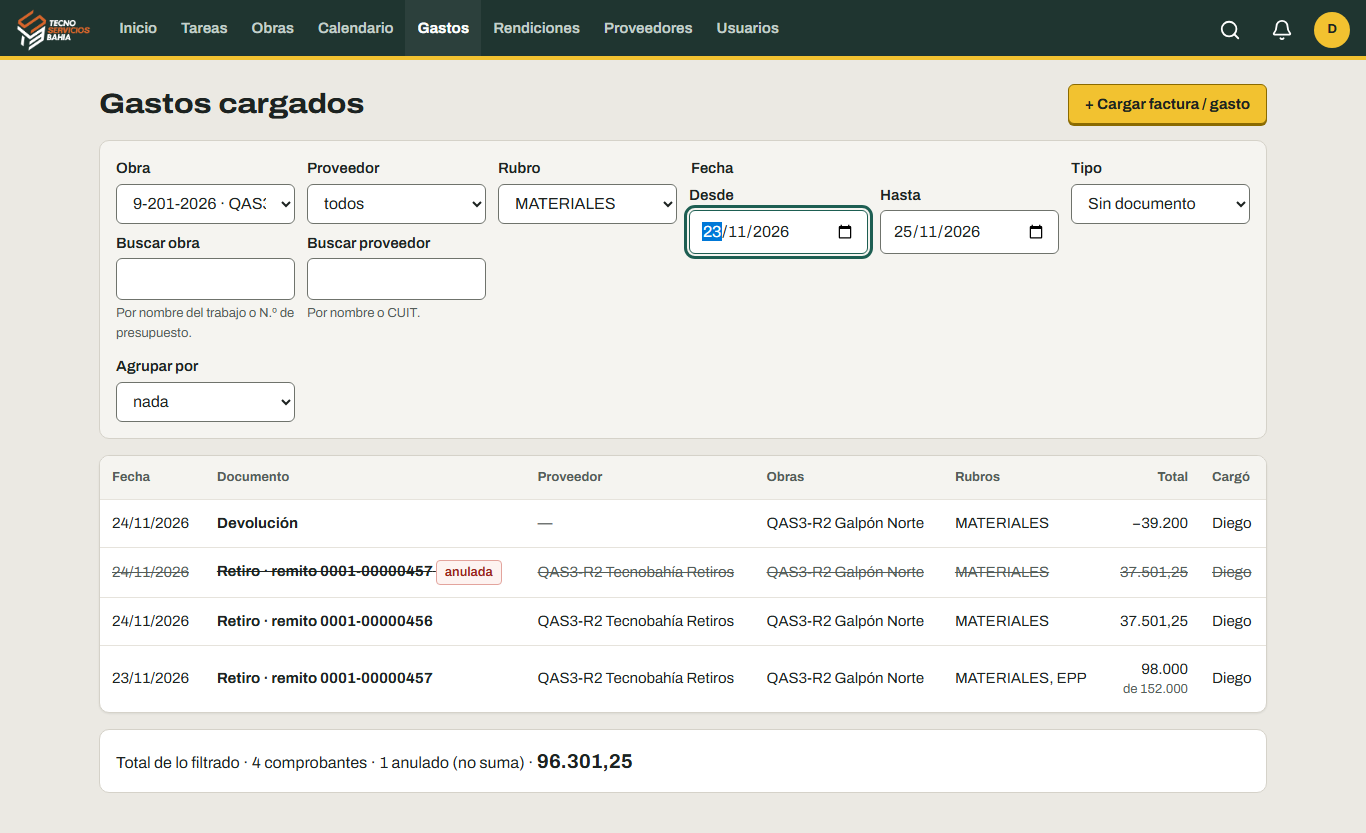 TECNO
SERVICIOS
BAHIA
Inicio Tareas Obras Calendario Gastos Rendiciones Proveedores Usuarios
D
Gastos cargados
+ Cargar factura / gasto
Obra Proveedor Rubro Fecha Tipo
Desde Hasta
9-201-2026 · QAS3 todos MATERIALES 23/11/2026 25/11/2026 Sin documento
Buscar obra Buscar proveedor
Por nombre del trabajo o N.º de presupuesto. Por nombre o CUIT.
Agrupar por
nada
Fecha Documento Proveedor Obras Rubros Total Cargó
24/11/2026 Devolución — QAS3-R2 Galpón Norte MATERIALES −39.200 Diego
24/11/2026 Retiro · remito 0001-00000457 anulada QAS3-R2 Tecnobahía Retiros QAS3-R2 Galpón Norte MATERIALES 37.501,25 Diego
24/11/2026 Retiro · remito 0001-00000456 QAS3-R2 Tecnobahía Retiros QAS3-R2 Galpón Norte MATERIALES 37.501,25 Diego
23/11/2026 Retiro · remito 0001-00000457 QAS3-R2 Tecnobahía Retiros QAS3-R2 Galpón Norte MATERIALES, EPP 98.000 Diego
de 152.000
Total de lo filtrado · 4 comprobantes · 1 anulado (no suma) · 96.301,25